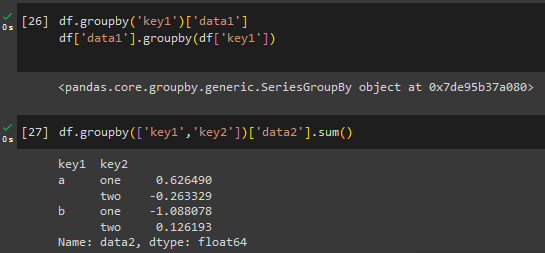 [26] df.groupby('key1')['data1']
df['data1'].groupby(df['key1'])
0s
<pandas.core.groupby.generic.SeriesGroupBy object at 0x7de95b37a080>
[27] df.groupby(['key1','key2'])['data2'].sum()
0s
key1  key2
a     one     0.626490
      two    -0.263329
b     one    -1.088078
      two     0.126193
Name: data2, dtype: float64